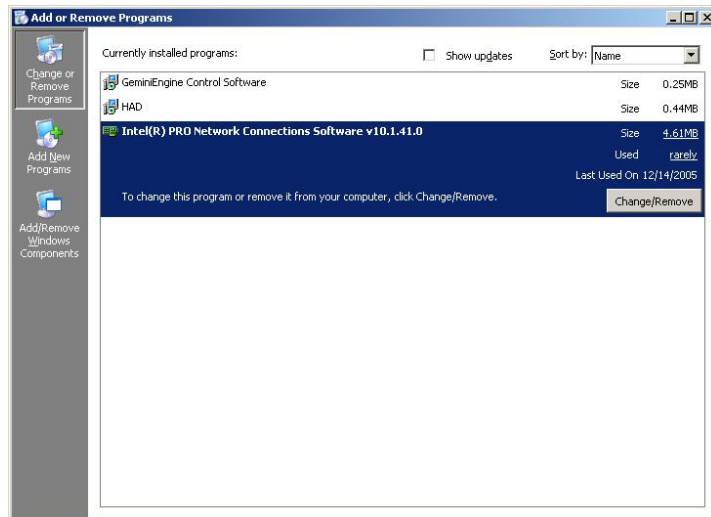 Add or Remove Programs
Change or
Remove
Programs
Add New
Programs
Add/Remove
Windows
Components
Currently installed programs:
Show updates
Sort by: Name
GeminiEngine Control Software
Size 0.25MB
HAD
Size 0.44MB
Intel(R) PRO Network Connections Software v10.1.41.0
Size 4.61MB
Used rarely
Last Used On 12/14/2005
To change this program or remove it from your computer, click Change/Remove.
Change/Remove